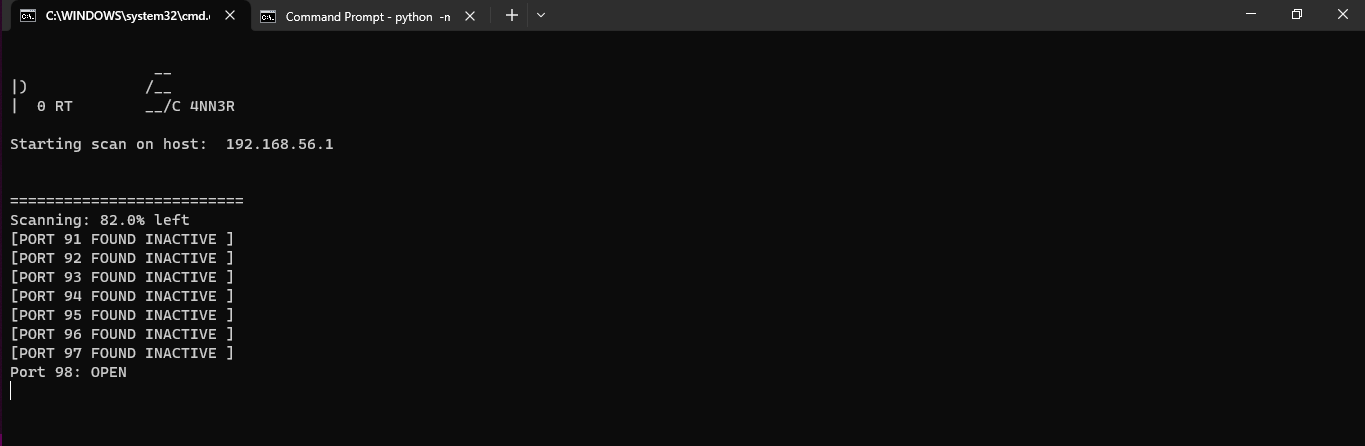 C:\WINDOWS\system32\cmd.
Command Prompt - python -n
__
|)             /__
|  0 RT        __/C 4NN3R
Starting scan on host:  192.168.56.1
==========================
Scanning: 82.0% left
[PORT 91 FOUND INACTIVE ]
[PORT 92 FOUND INACTIVE ]
[PORT 93 FOUND INACTIVE ]
[PORT 94 FOUND INACTIVE ]
[PORT 95 FOUND INACTIVE ]
[PORT 96 FOUND INACTIVE ]
[PORT 97 FOUND INACTIVE ]
Port 98: OPEN